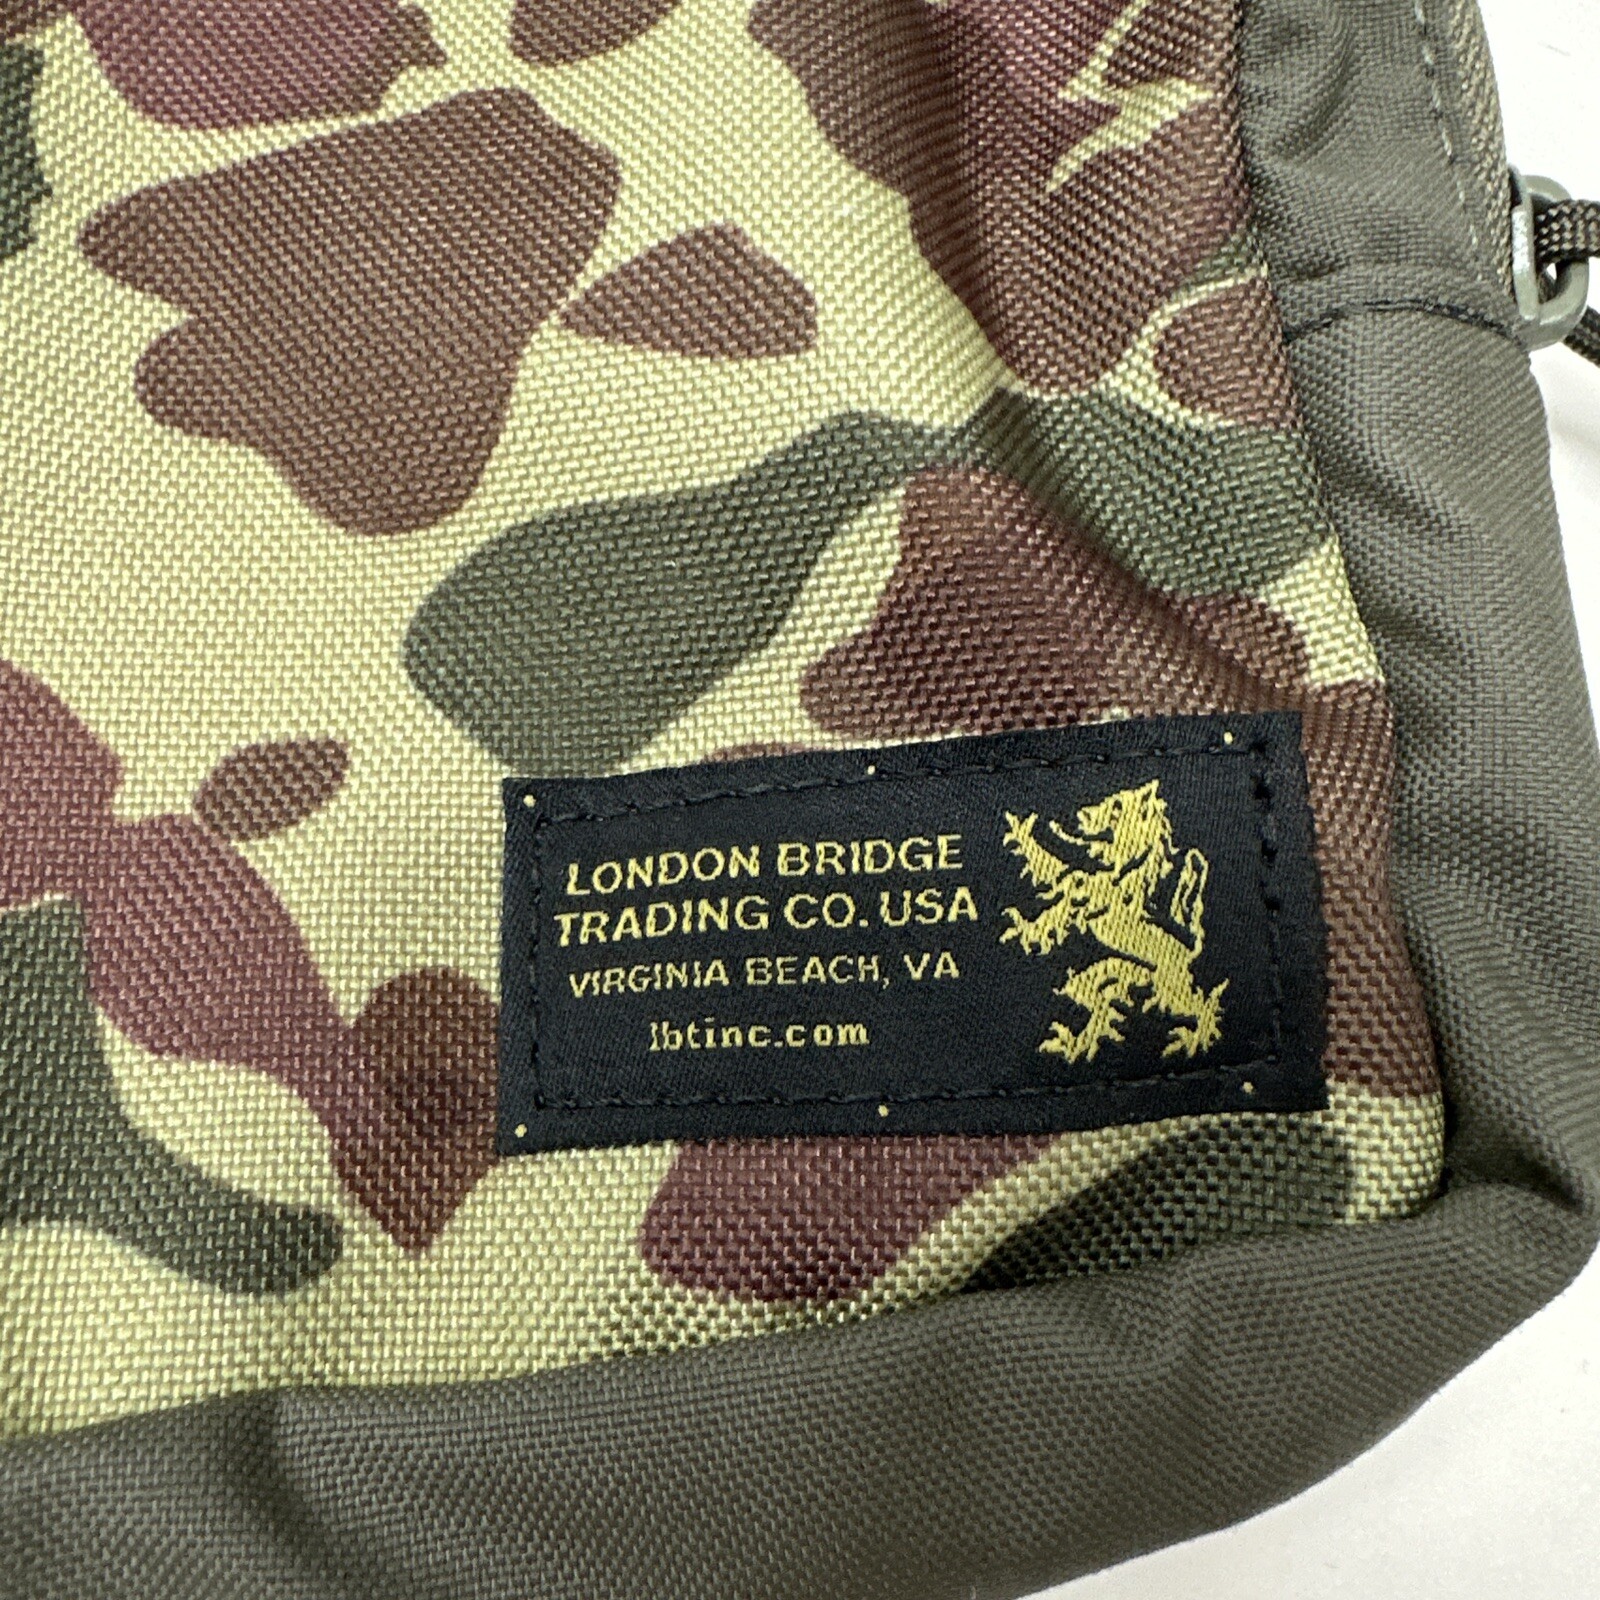 LONDON BRIDGE
TRADING CO. USA
VIRGINIA BEACH, VA
lbtinc.com